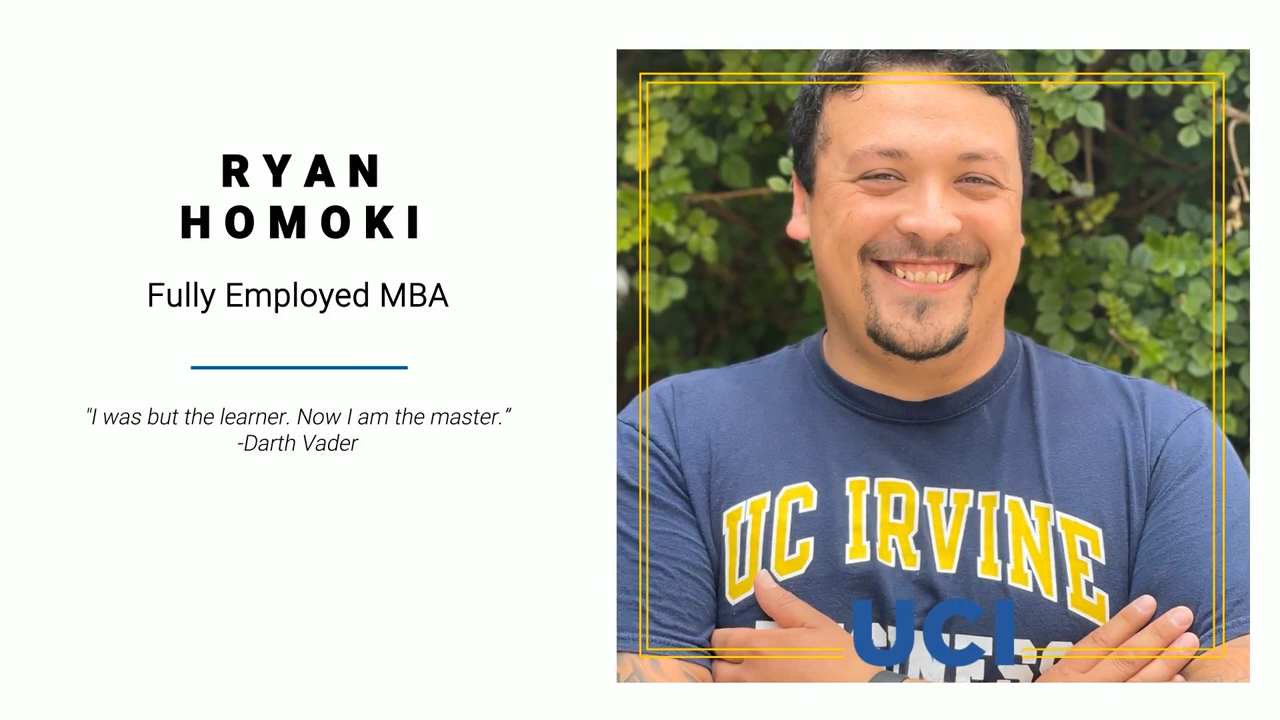 RYAN
HOMOKI
Fully Employed MBA
"I was but the learner. Now I am the master.”
-Darth Vader
UC IRVINE
UCI